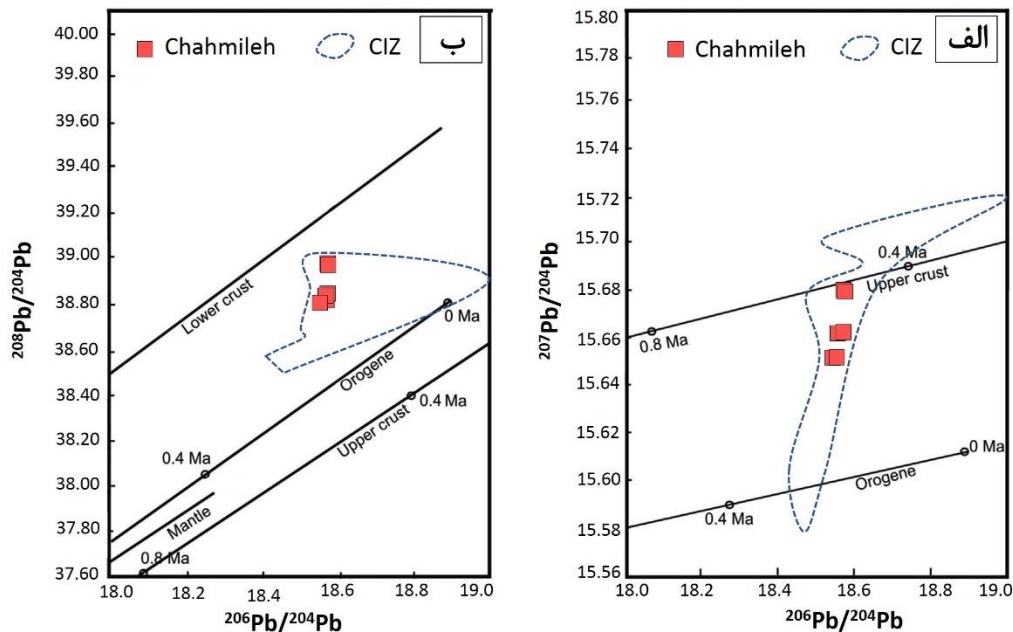 40.00
39.80
39.60
39.20
39.00
38.80
38.60
38.40
38.20
38.00
37.80
37.60
18.0
18.2
18.4
18.6
18.8
19.0
208Pb/204Pb
206Pb/204Pb
Chahmileh
CIZ
ب
Lower crust
0 Ma
Orogene
0.4 Ma
Upper crust
0.4 Ma
Mantle
0.8 Ma
15.80
15.78
15.76
15.74
15.72
15.70
15.68
15.66
15.64
15.62
15.60
15.58
15.56
18.0
18.2
18.4
18.6
18.8
19.0
207Pb/204Pb
206Pb/204Pb
Chahmileh
CIZ
الف
0.4 Ma
Upper crust
0.8 Ma
0 Ma
Orogene
0.4 Ma